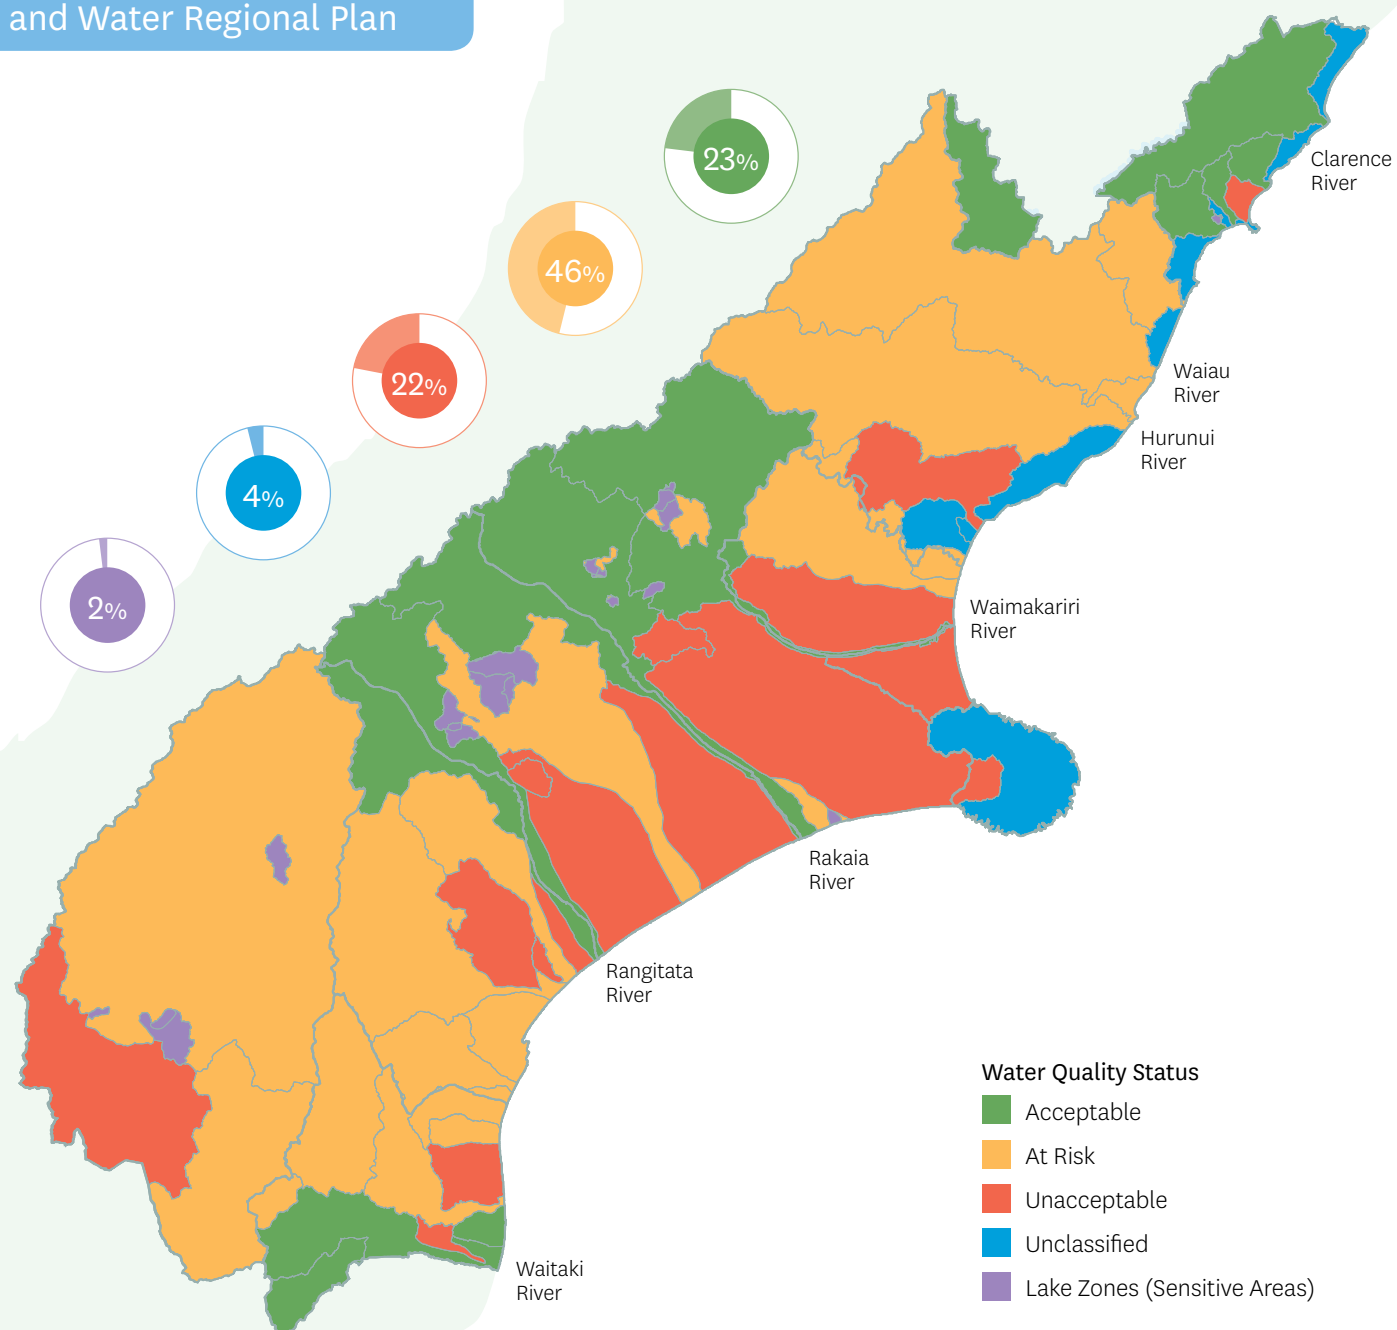 and Water Regional Plan
23%
46%
22%
4%
2%
Clarence
River
Waiau
River
Hurunui
River
Waimakariri
River
Rakaia
River
Rangitata
River
Waitaki
River
Water Quality Status
Acceptable
At Risk
Unacceptable
Unclassified
Lake Zones (Sensitive Areas)